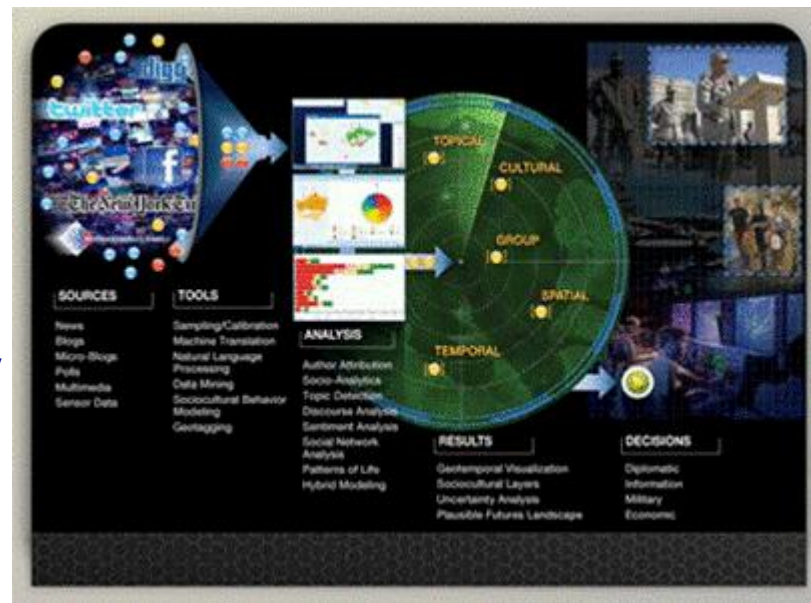 digg
twitter
f
The New York Ti
TOPICAL
CULTURAL
GROUP
SPATIAL
TEMPORAL
SOURCES
News
Blogs
Micro-Blogs
Polls
Multimedia
Sensor Data
TOOLS
Sampling/Calibration
Machine Translation
Natural Language
Processing
Data Mining
Sociocultural Behavior
Modeling
Geotagging
ANALYSIS
Author Attribution
Socio-Analytics
Topic Detection
Discourse Analysis
Sentiment Analysis
Social Network
Analysis
Patterns of Life
Hybrid Modeling
RESULTS
Geotemporal Visualization
Sociocultural Layers
Uncertainty Analysis
Plausible Futures Landscape
DECISIONS
Diplomatic
Information
Military
Economic